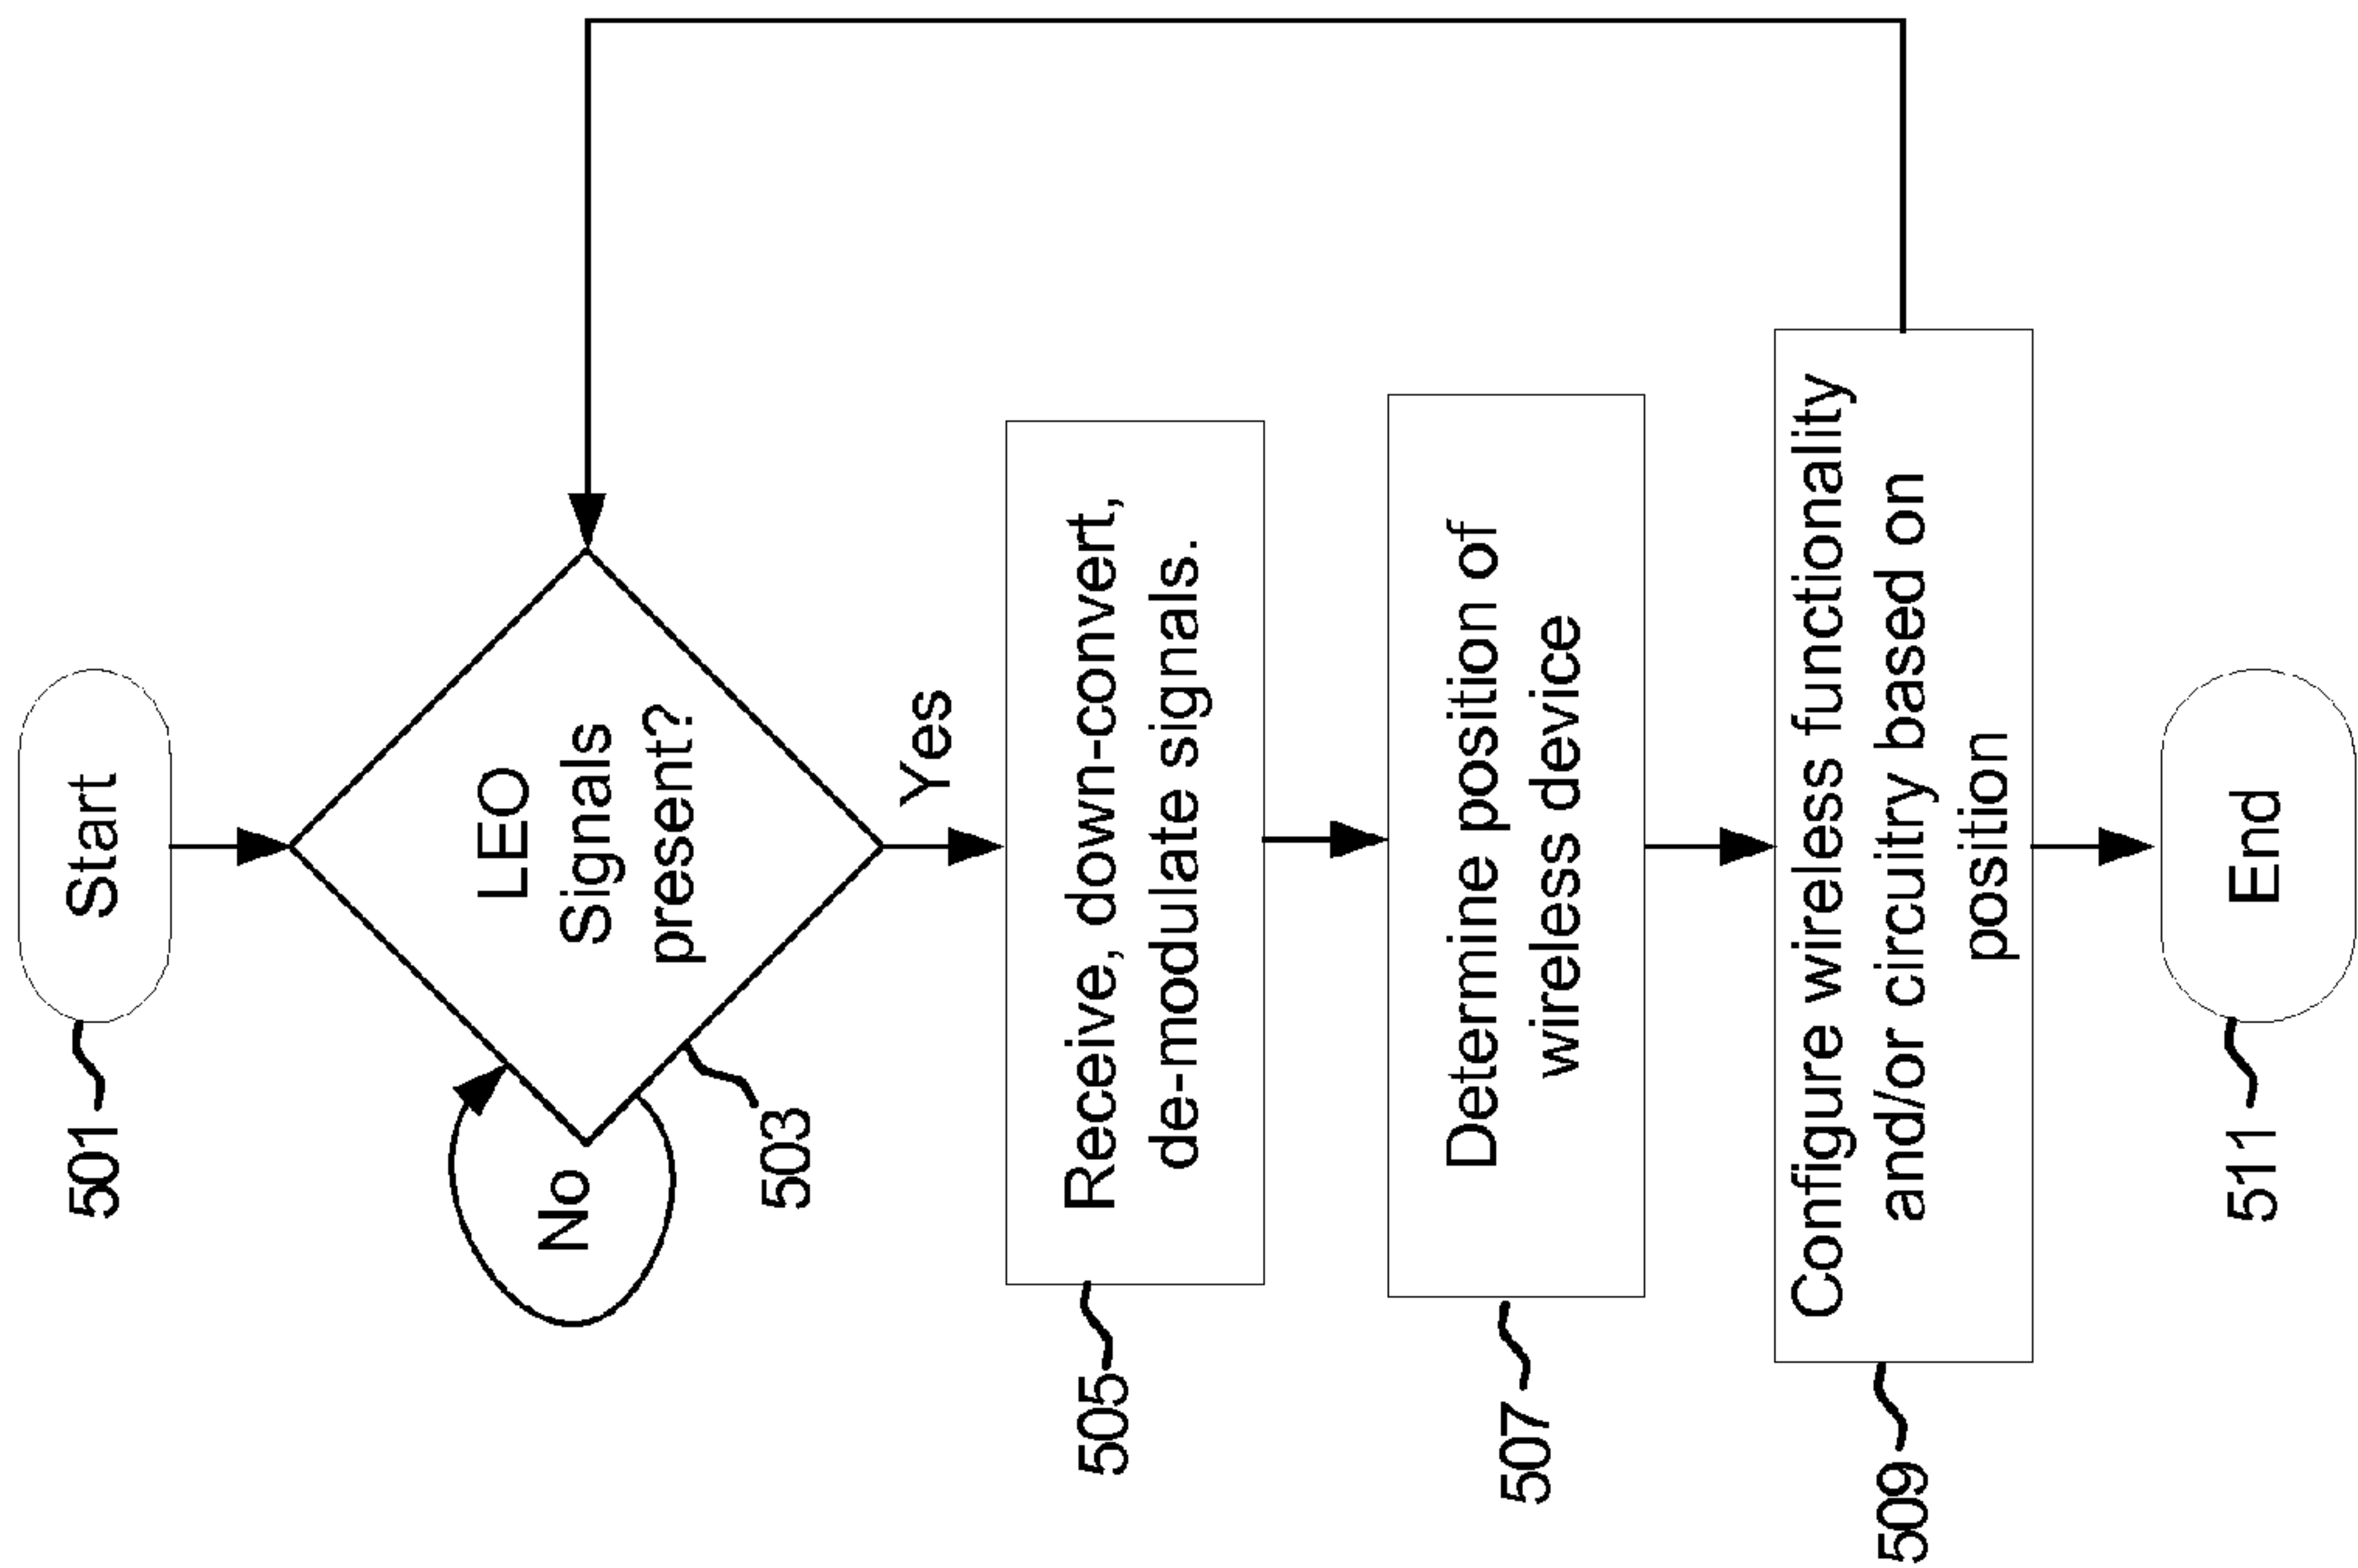 Start
501
LEO
Signals
present?
No
503
Yes
Receive, down-convert,
de-modulate signals.
505
Determine position of
wireless device
507
Configure wireless functionality
and/or circuitry based on
position
509
End
511